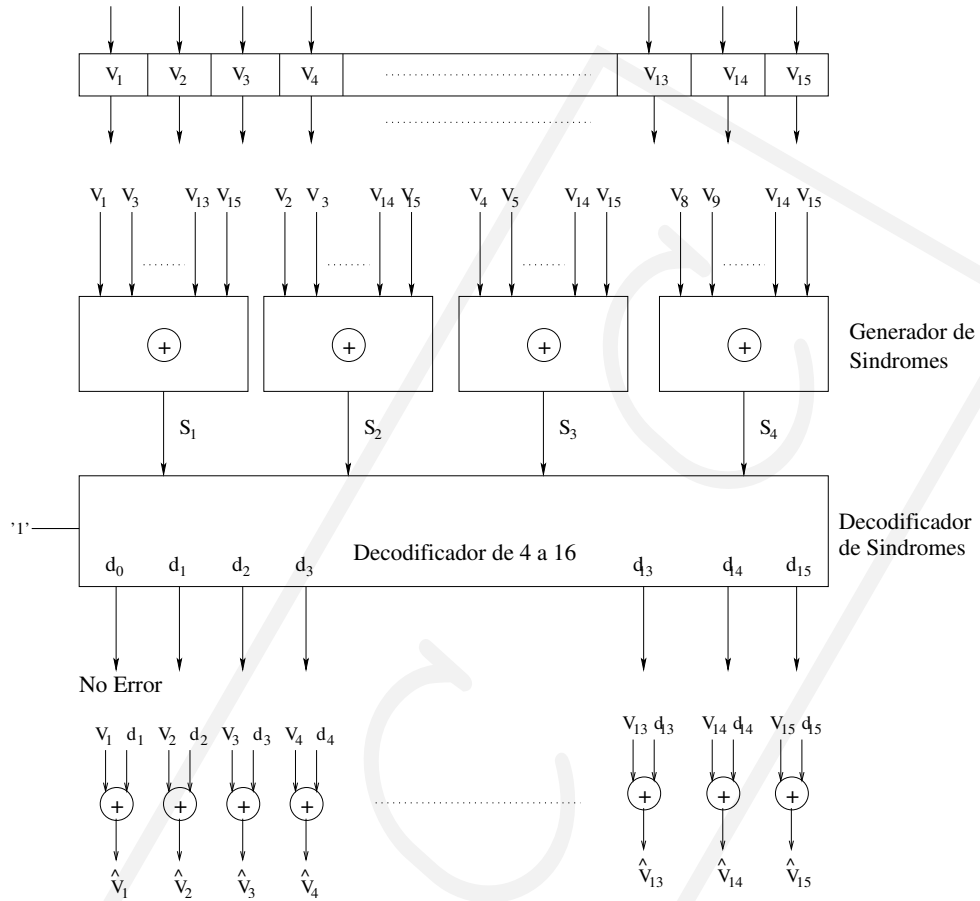 V₁ V₂ V₃ V₄ V₁₃ V₁₄ V₁₅
V₁ V₃ V₁₃ V₁₅ V₂ V₃ V₁₄ V₁₅ V₄ V₅ V₁₄ V₁₅ V₈ V₉ V₁₄ V₁₅
+ + + +
Generador de
Sindromes
S₁ S₂ S₃ S₄
'1'
Decodificador
de Sindromes
Decodificador de 4 a 16
d₀ d₁ d₂ d₃ d₁₃ d₁₄ d₁₅
No Error
V₁ d₁ V₂ d₂ V₃ d₃ V₄ d₄ V₁₃ d₁₃ V₁₄ d₁₄ V₁₅ d₁₅
+ + + + + + +
V̂₁ V̂₂ V̂₃ V̂₄ V̂₁₃ V̂₁₄ V̂₁₅